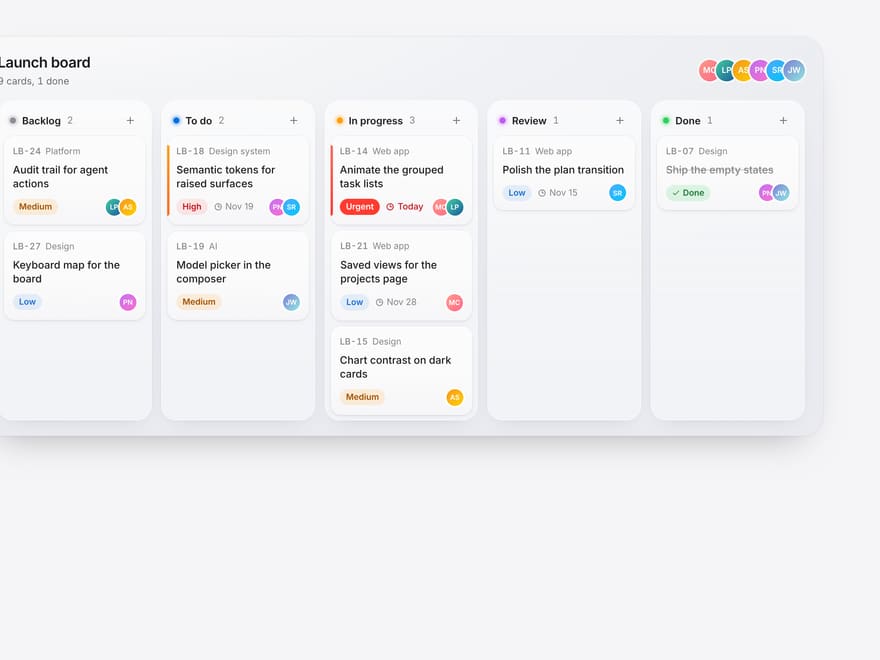 Launch board
9 cards, 1 done
MC LP AS PN SR JW
Backlog 2
LB-24 Platform
Audit trail for agent
actions
Medium LP AS
LB-27 Design
Keyboard map for the
board
Low PN
To do 2
LB-18 Design system
Semantic tokens for
raised surfaces
High Nov 19 PN SR
LB-19 AI
Model picker in the
composer
Medium JW
In progress 3
LB-14 Web app
Animate the grouped
task lists
Urgent Today MC LP
LB-21 Web app
Saved views for the
projects page
Low Nov 28 MC
LB-15 Design
Chart contrast on dark
cards
Medium AS
Review 1
LB-11 Web app
Polish the plan transition
Low Nov 15 SR
Done 1
LB-07 Design
Ship the empty states
Done PN JW